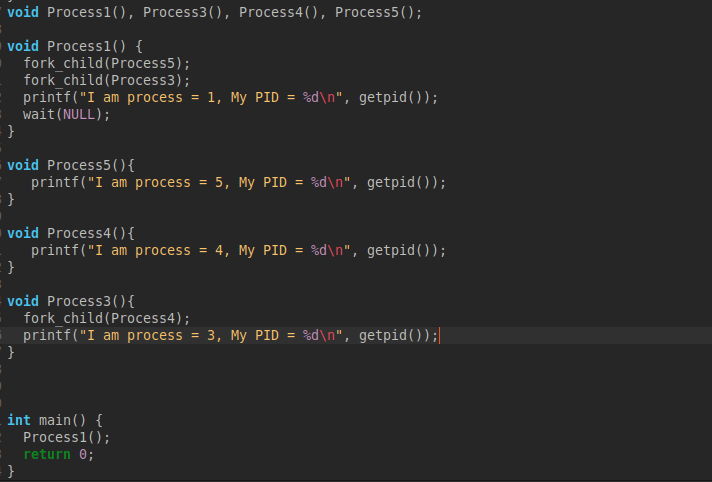 void Process1(), Process3(), Process4(), Process5();
void Process1() {
fork_child(Process5);
fork_child(Process3);
printf("I am process = 1, My PID = %d\n", getpid());
wait(NULL);
}
void Process5(){
printf("I am process = 5, My PID = %d\n", getpid());
}
void Process4(){
printf("I am process = 4, My PID = %d\n", getpid());
}
void Process3(){
fork_child(Process4);
printf("I am process = 3, My PID = %d\n", getpid());
}
int main() {
Process1();
return 0;
}